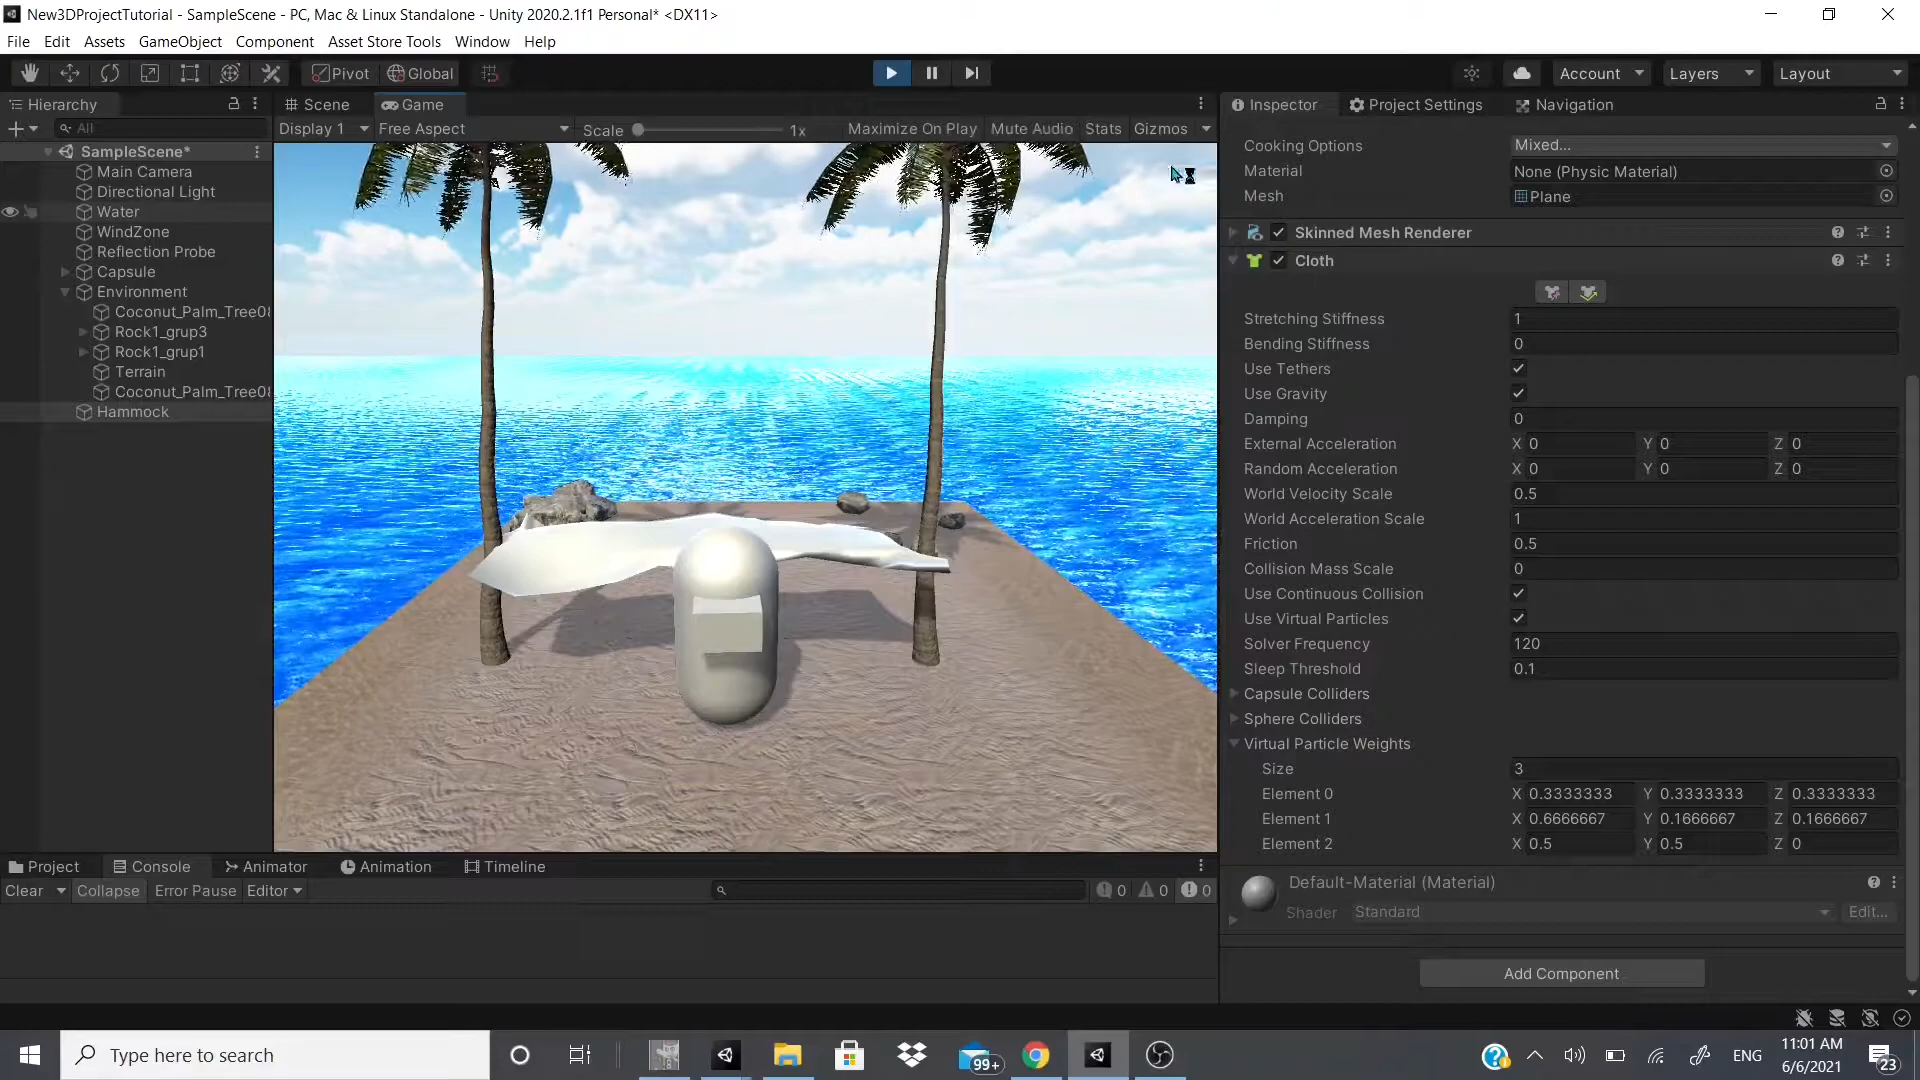 New3DProjectTutorial - SampleScene - PC, Mac & Linux Standalone - Unity 2020.2.1f1 Personal* <DX11>
File Edit Assets GameObject Component Asset Store Tools Window Help
Pivot Global Account Layers Layout
Hierarchy
All
SampleScene*
Main Camera
Directional Light
Water
WindZone
Reflection Probe
Capsule
Environment
Coconut_Palm_Tree0
Rock1_grup3
Rock1_grup1
Terrain
Coconut_Palm_Tree0
Hammock
Scene Game
Display 1 Free Aspect Scale 1x Maximize On Play Mute Audio Stats Gizmos
Inspector Project Settings Navigation
Cooking Options Mixed...
Material None (Physic Material)
Mesh Plane
Skinned Mesh Renderer
Cloth
Stretching Stiffness 1
Bending Stiffness 0
Use Tethers
Use Gravity
Damping 0
External Acceleration X 0 Y 0 Z 0
Random Acceleration X 0 Y 0 Z 0
World Velocity Scale 0.5
World Acceleration Scale 1
Friction 0.5
Collision Mass Scale 0
Use Continuous Collision
Use Virtual Particles
Solver Frequency 120
Sleep Threshold 0.1
Capsule Colliders
Sphere Colliders
Virtual Particle Weights
Size 3
Element 0 X 0.3333333 Y 0.3333333 Z 0.3333333
Element 1 X 0.6666667 Y 0.1666667 Z 0.1666667
Element 2 X 0.5 Y 0.5 Z 0
Default-Material (Material)
Shader Standard Edit...
Add Component
Project Console Animator Animation Timeline
Clear Collapse Error Pause Editor 0 0 0
Type here to search
99+
ENG
11:01 AM
6/6/2021
23